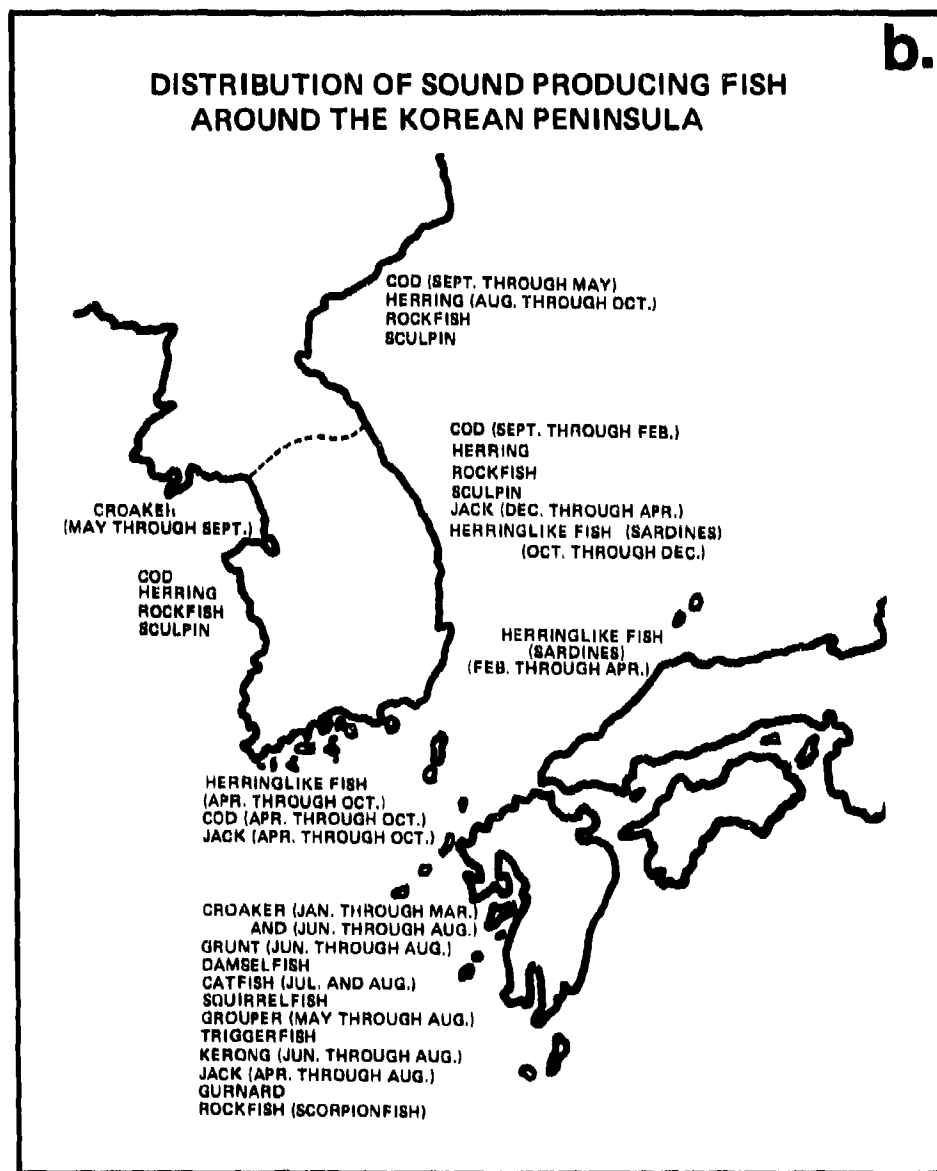 b.
DISTRIBUTION OF SOUND PRODUCING FISH
AROUND THE KOREAN PENINSULA
COD (SEPT. THROUGH MAY)
HERRING (AUG. THROUGH OCT.)
ROCKFISH
SCULPIN
COD (SEPT. THROUGH FEB.)
HERRING
ROCKFISH
SCULPIN
JACK (DEC. THROUGH APR.)
HERRINGLIKE FISH (SARDINES)
(OCT. THROUGH DEC.)
CROAKER
(MAY THROUGH SEPT.)
COD
HERRING
ROCKFISH
SCULPIN
HERRINGLIKE FISH
(SARDINES)
(FEB. THROUGH APR.)
HERRINGLIKE FISH
(APR. THROUGH OCT.)
COD (APR. THROUGH OCT.)
JACK (APR. THROUGH OCT.)
CROAKER (JAN. THROUGH MAR.)
AND (JUN. THROUGH AUG.)
GRUNT (JUN. THROUGH AUG.)
DAMSELFISH
CATFISH (JUL. AND AUG.)
SQUIRRELFISH
GROUPER (MAY THROUGH AUG.)
TRIGGERFISH
KERONG (JUN. THROUGH AUG.)
JACK (APR. THROUGH AUG.)
GURNARD
ROCKFISH (SCORPIONFISH)